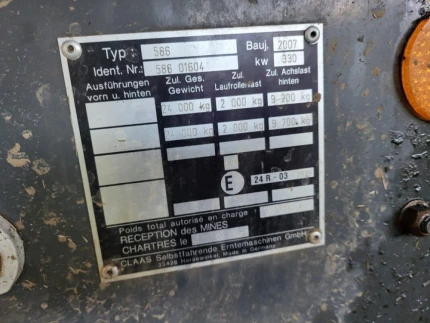 Typ: 586 Bauj. 2007
Ident. Nr.: 586 01604 kw 330
Ausführungen vorn u. hinten Zul. Ges. Gewicht Zul. Laufrollenlast Zul. Achslast hinten
24 000 kg 2 000 kg 9 200 kg
24 000 kg 2 000 kg 9 700 kg
E 24 R - 03
Poids total autorisé en charge
RECEPTION des MINES
CHARTRES le
CLAAS Selbstfahrende Erntemaschinen GmbH
33428 Harsewinkel, Made in Germany